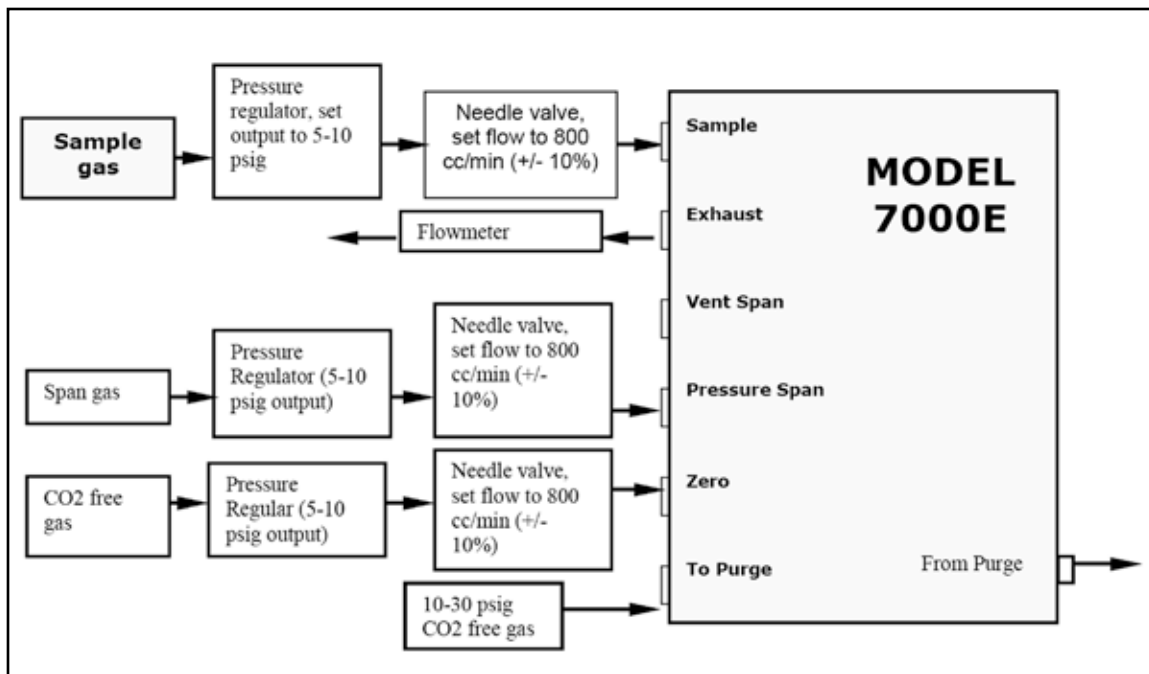 Sample
gas
Pressure
regulator, set
output to 5-10
psig
Needle valve,
set flow to 800
cc/min (+/- 10%)
Sample
MODEL
7000E
Flowmeter
Exhaust
Vent Span
Span gas
Pressure
Regulator (5-10
psig output)
Needle valve,
set flow to 800
cc/min (+/-
10%)
Pressure Span
CO2 free
gas
Pressure
Regular (5-10
psig output)
Needle valve,
set flow to 800
cc/min (+/-
10%)
Zero
10-30 psig
CO2 free gas
To Purge
From Purge